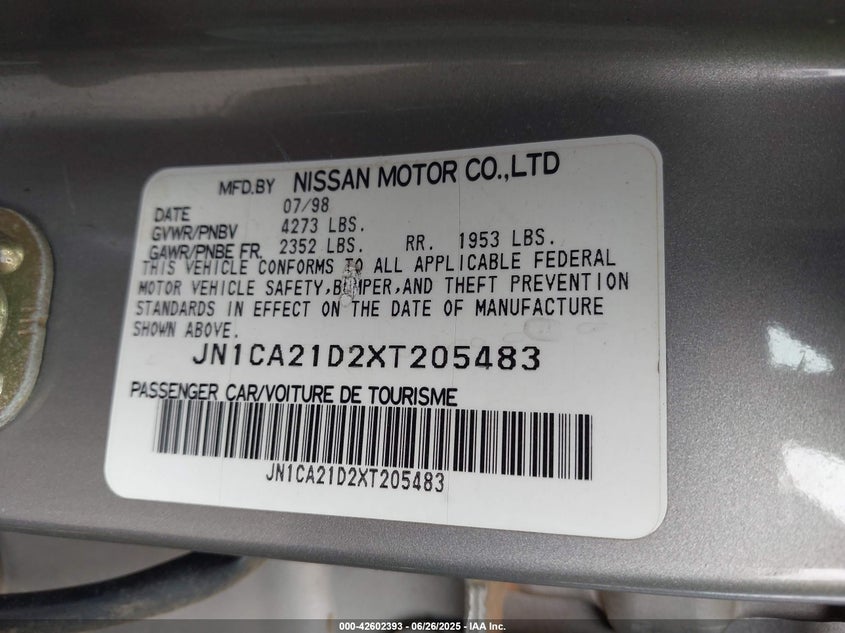 MFD.BY NISSAN MOTOR CO.,LTD
DATE 07/98
GVWR/PNBV 4273 LBS.
GAWR/PNBE FR. 2352 LBS. RR. 1953 LBS.
THIS VEHICLE CONFORMS TO ALL APPLICABLE FEDERAL
MOTOR VEHICLE SAFETY,BUMPER,AND THEFT PREVENTION
STANDARDS IN EFFECT ON THE DATE OF MANUFACTURE
SHOWN ABOVE.
JN1CA21D2XT205483
PASSENGER CAR/VOITURE DE TOURISME
JN1CA21D2XT205483
000-42602393 - 06/26/2025 - IAA Inc.